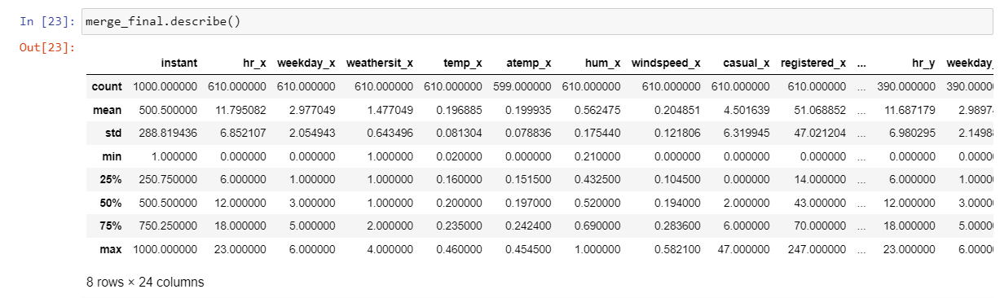 In [23]: merge_final.describe()
Out[23]:
instant hr_x weekday_x weathersit_x temp_x atemp_x hum_x windspeed_x casual_x registered_x ... hr_y weekday_
count 1000.000000 610.000000 610.000000 610.000000 610.000000 599.000000 610.000000 610.000000 610.000000 610.000000 ... 390.000000 390.0000
mean 500.500000 11.795082 2.977049 1.477049 0.196885 0.199935 0.562475 0.204851 4.501639 51.068852 ... 11.687179 2.9897
std 288.819436 6.852107 2.054943 0.643496 0.081304 0.078836 0.175440 0.121806 6.319945 47.021204 ... 6.980295 2.1498
min 1.000000 0.000000 0.000000 1.000000 0.020000 0.000000 0.210000 0.000000 0.000000 0.000000 ... 0.000000 0.0000
25% 250.750000 6.000000 1.000000 1.000000 0.160000 0.151500 0.432500 0.104500 0.000000 14.000000 ... 6.000000 1.0000
50% 500.500000 12.000000 3.000000 1.000000 0.200000 0.197000 0.520000 0.194000 2.000000 43.000000 ... 12.000000 3.0000
75% 750.250000 18.000000 5.000000 2.000000 0.235000 0.242400 0.690000 0.283600 6.000000 70.000000 ... 18.000000 5.0000
max 1000.000000 23.000000 6.000000 4.000000 0.460000 0.454500 1.000000 0.582100 47.000000 247.000000 ... 23.000000 6.0000
8 rows × 24 columns